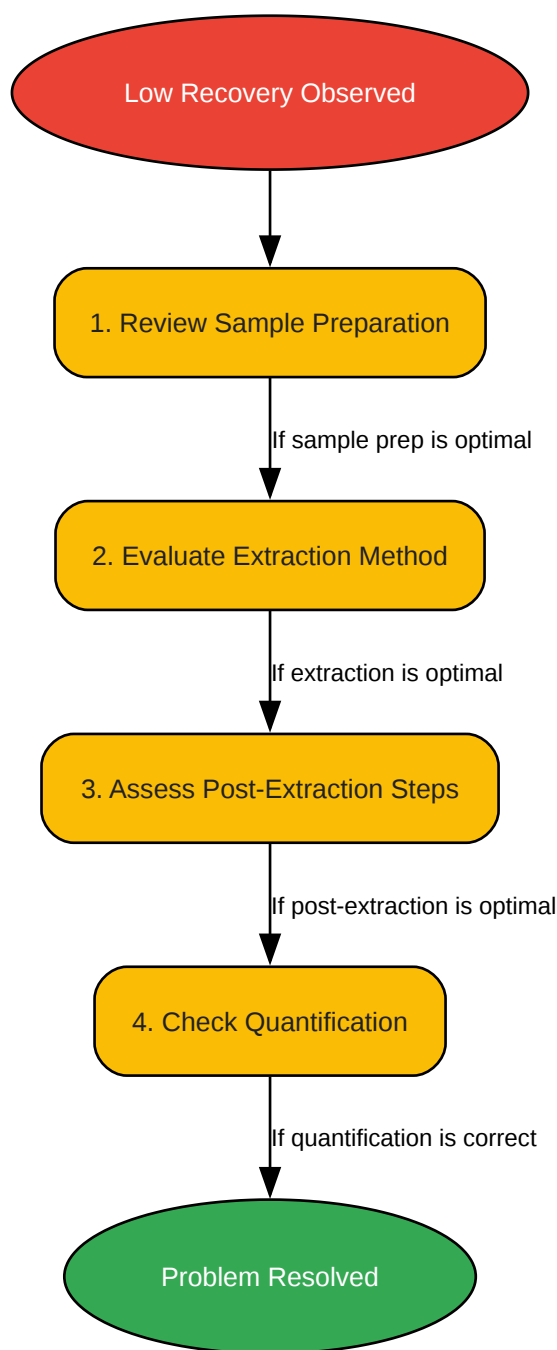 Low Recovery Observed
1. Review Sample Preparation
If sample prep is optimal
2. Evaluate Extraction Method
If extraction is optimal
3. Assess Post-Extraction Steps
If post-extraction is optimal
4. Check Quantification
If quantification is correct
Problem Resolved